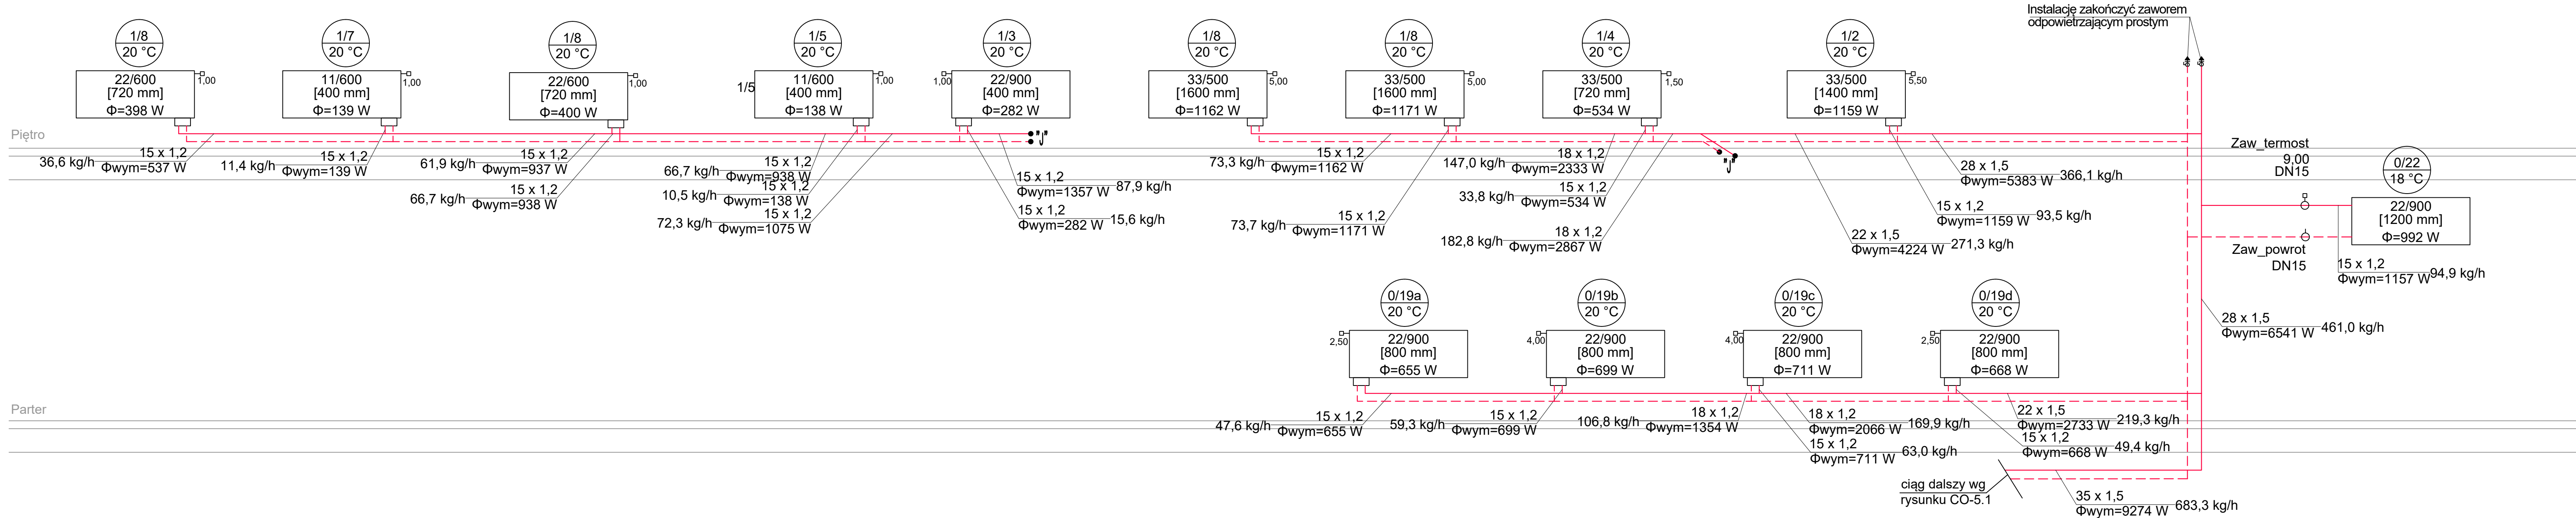 Instalację zakończyć zaworem
odpowietrzającym prostym
1/8
20 °C
22/600
[720 mm]
Φ=398 W
1,00
1/7
20 °C
11/600
[400 mm]
Φ=139 W
1,00
1/8
20 °C
22/600
[720 mm]
Φ=400 W
1,00
1/5
1/5
20 °C
11/600
[400 mm]
Φ=138 W
1,00
1/3
20 °C
1,00
22/900
[400 mm]
Φ=282 W
1/8
20 °C
33/500
[1600 mm]
Φ=1162 W
5,00
1/8
20 °C
33/500
[1600 mm]
Φ=1171 W
5,00
1/4
20 °C
33/500
[720 mm]
Φ=534 W
1,50
1/2
20 °C
33/500
[1400 mm]
Φ=1159 W
5,50
Piętro
"J"
"J"
36,6 kg/h
15 x 1,2
Φwym=537 W
11,4 kg/h
15 x 1,2
Φwym=139 W
61,9 kg/h
15 x 1,2
Φwym=937 W
66,7 kg/h
15 x 1,2
Φwym=938 W
66,7 kg/h
15 x 1,2
Φwym=938 W
10,5 kg/h
15 x 1,2
Φwym=138 W
72,3 kg/h
15 x 1,2
Φwym=1075 W
15 x 1,2
Φwym=1357 W
87,9 kg/h
15 x 1,2
Φwym=282 W
15,6 kg/h
73,3 kg/h
15 x 1,2
Φwym=1162 W
73,7 kg/h
15 x 1,2
Φwym=1171 W
147,0 kg/h
18 x 1,2
Φwym=2333 W
33,8 kg/h
15 x 1,2
Φwym=534 W
182,8 kg/h
18 x 1,2
Φwym=2867 W
22 x 1,5
Φwym=4224 W
271,3 kg/h
15 x 1,2
Φwym=1159 W
93,5 kg/h
28 x 1,5
Φwym=5383 W
366,1 kg/h
Zaw_termost
9,00
DN15
0/22
18 °C
22/900
[1200 mm]
Φ=992 W
Zaw_powrot
DN15
15 x 1,2
Φwym=1157 W
94,9 kg/h
28 x 1,5
Φwym=6541 W
461,0 kg/h
0/19a
20 °C
2,50
22/900
[800 mm]
Φ=655 W
0/19b
20 °C
4,00
22/900
[800 mm]
Φ=699 W
0/19c
20 °C
4,00
22/900
[800 mm]
Φ=711 W
0/19d
20 °C
2,50
22/900
[800 mm]
Φ=668 W
Parter
47,6 kg/h
15 x 1,2
Φwym=655 W
59,3 kg/h
15 x 1,2
Φwym=699 W
106,8 kg/h
18 x 1,2
Φwym=1354 W
18 x 1,2
Φwym=2066 W
169,9 kg/h
15 x 1,2
Φwym=711 W
63,0 kg/h
22 x 1,5
Φwym=2733 W
219,3 kg/h
15 x 1,2
Φwym=668 W
49,4 kg/h
ciąg dalszy wg
rysunku CO-5.1
35 x 1,5
Φwym=9274 W
683,3 kg/h